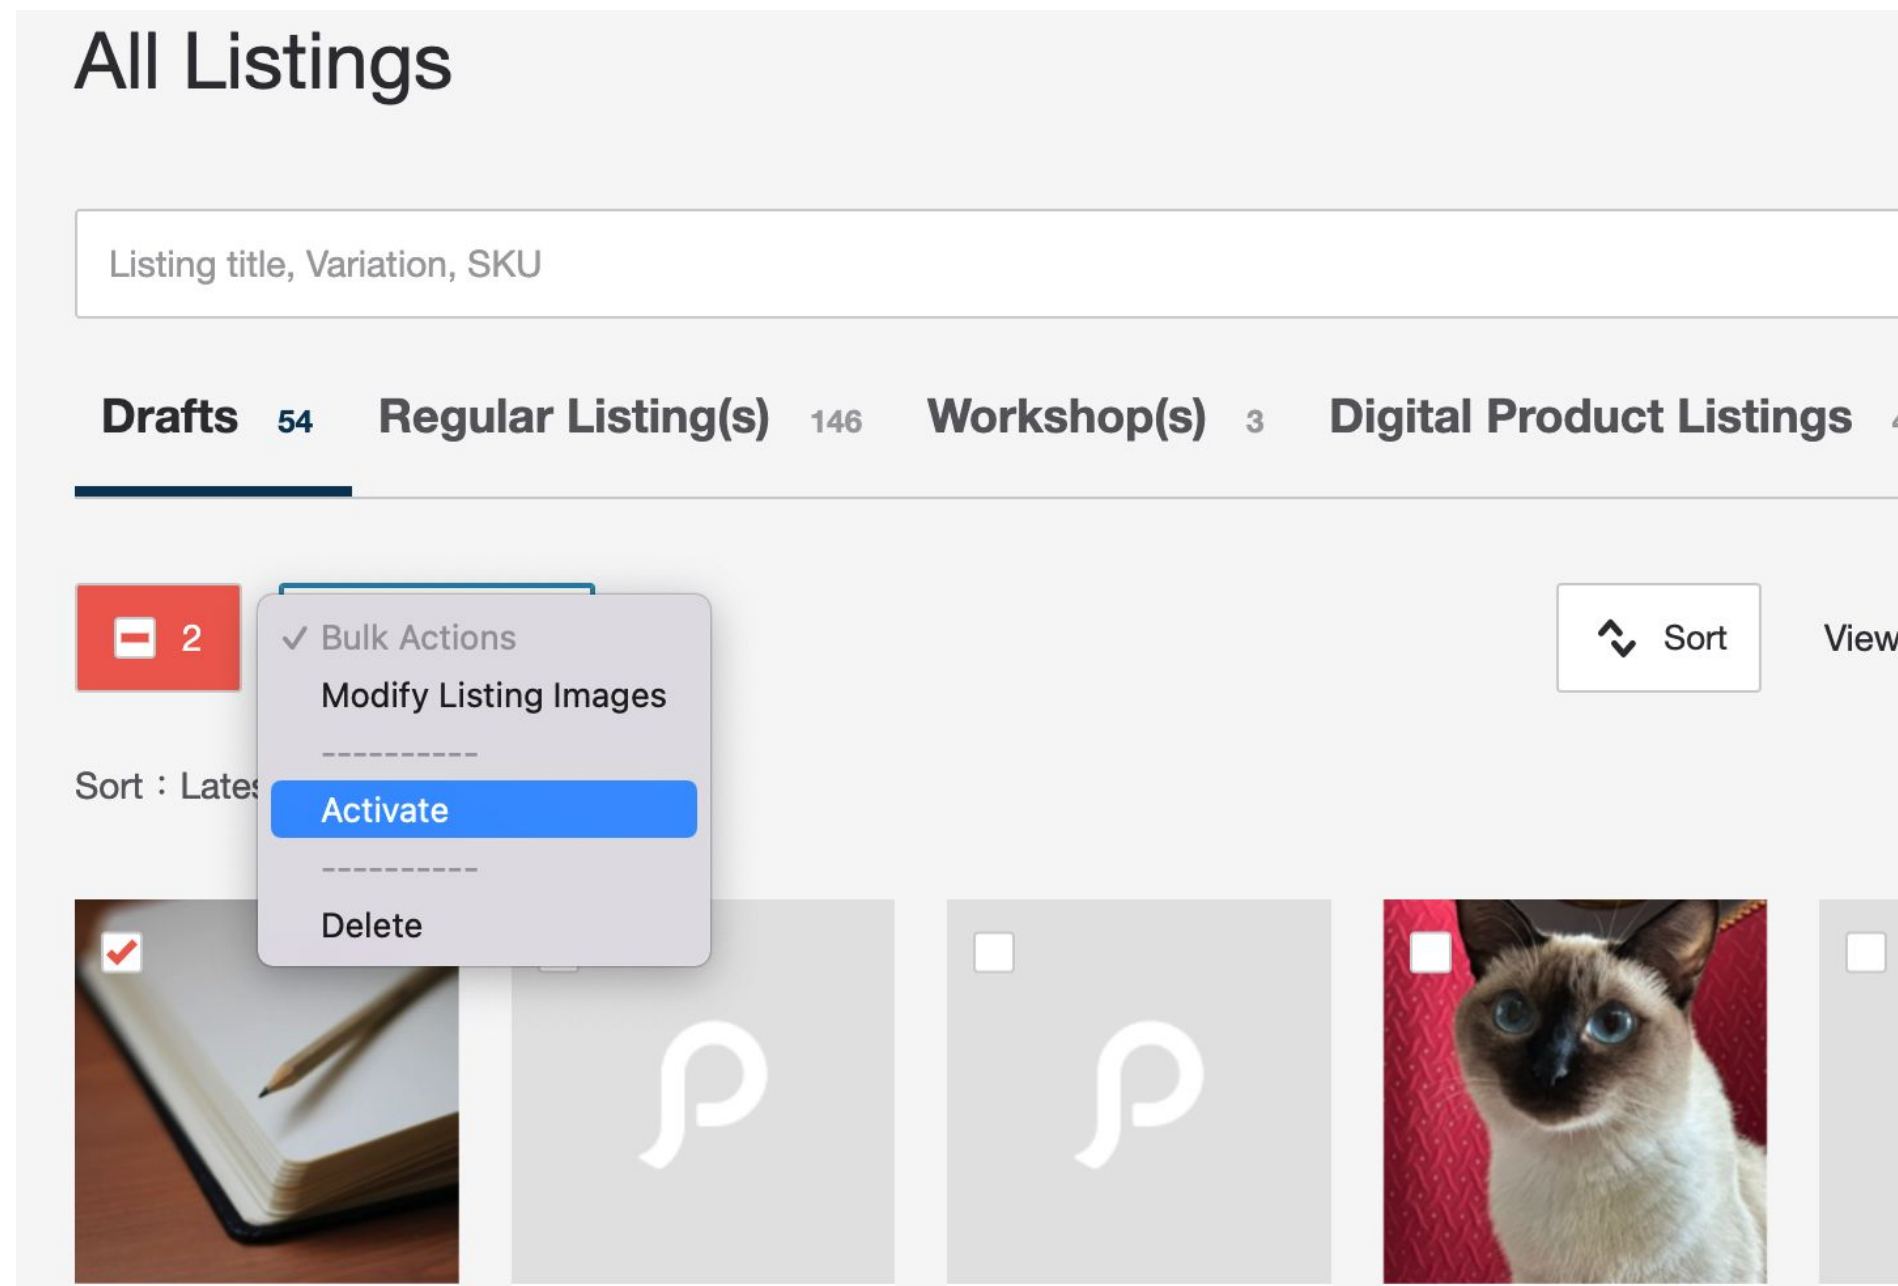 All Listings
Listing title, Variation, SKU
Drafts 54 Regular Listing(s) 146 Workshop(s) 3 Digital Product Listings
2
✓ Bulk Actions
Modify Listing Images
----------
Activate
----------
Delete
Sort
View
Sort：